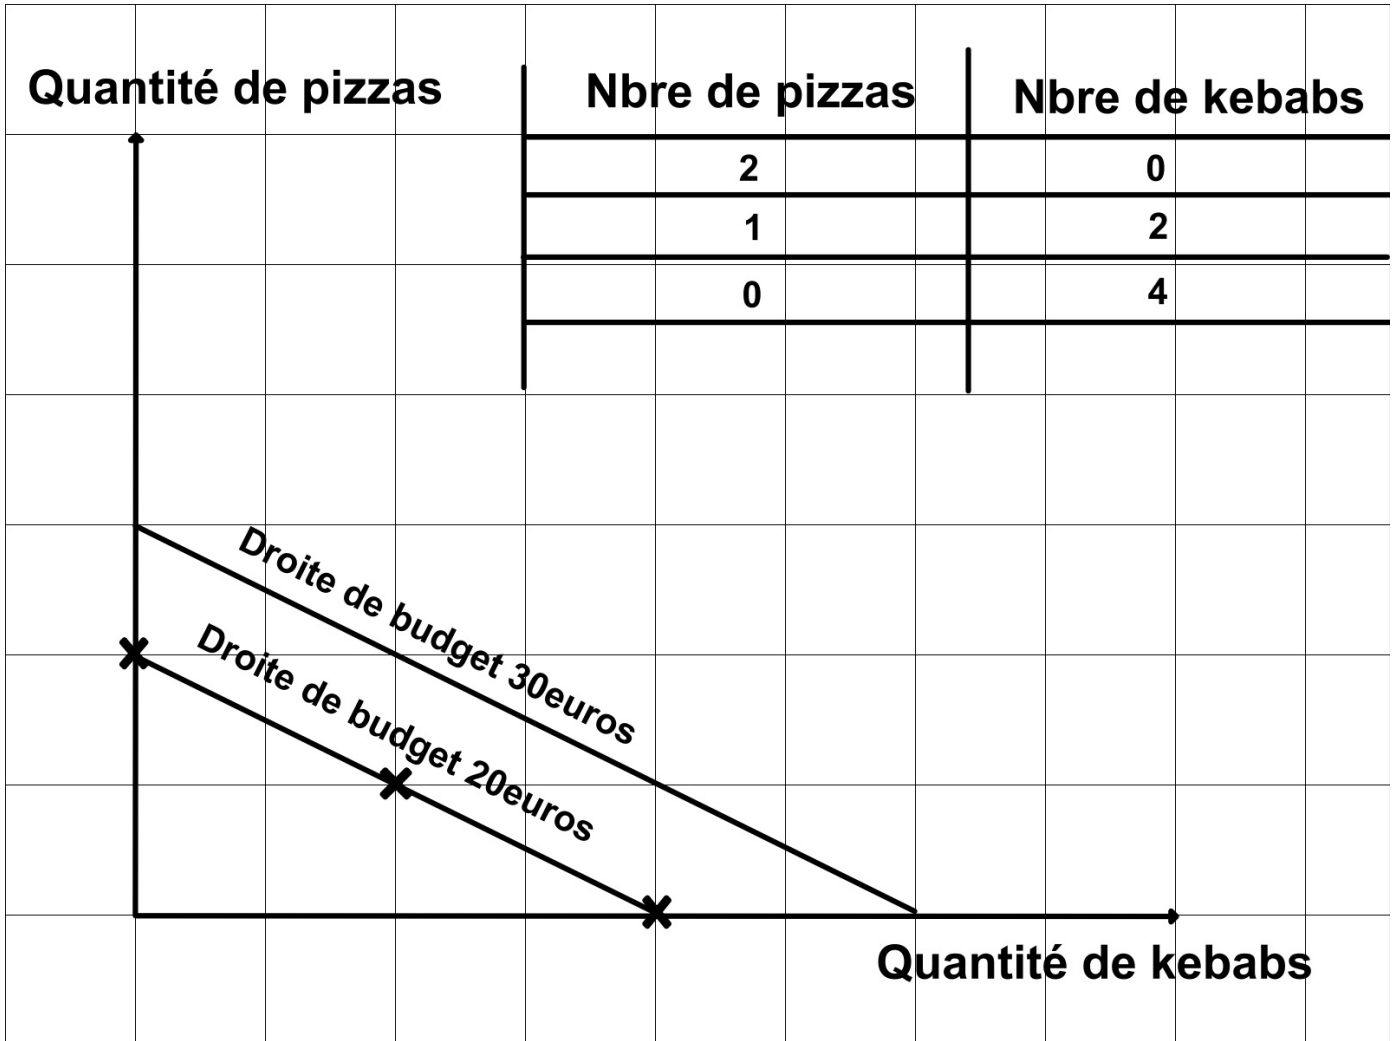 Quantité de pizzas
Nbre de pizzas
Nbre de kebabs
2
0
1
2
0
4
Droite de budget 30euros
Droite de budget 20euros
Quantité de kebabs